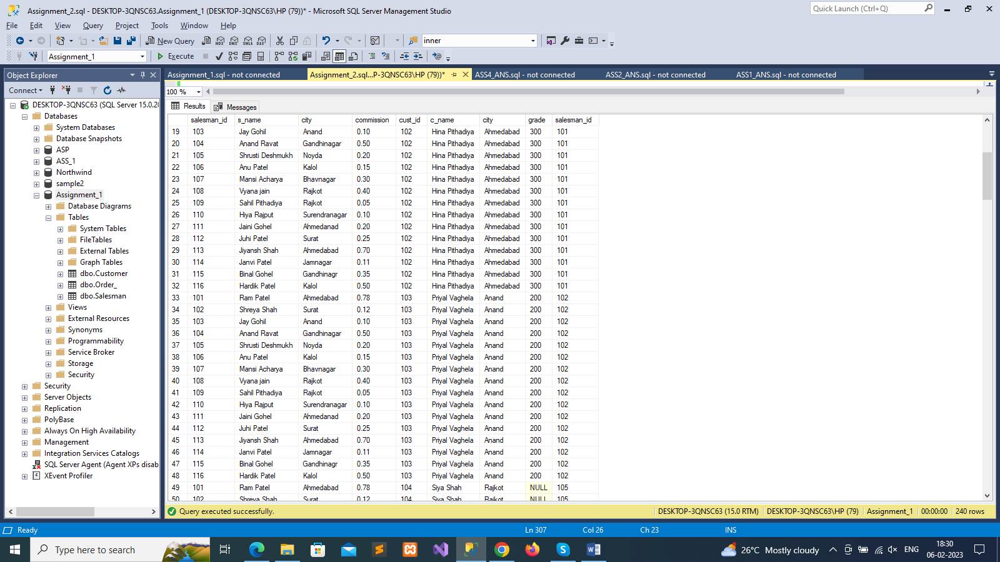 Assignment_2.sql - DESKTOP-3QNSC63.Assignment_1 (DESKTOP-3QNSC63\HP (79))* - Microsoft SQL Server Management Studio
Quick Launch (Ctrl+Q)
File Edit View Query Project Tools Window Help
New Query MDX DMX XMLA DAX inner
Assignment_1 Execute
Object Explorer
Connect
DESKTOP-3QNSC63 (SQL Server 15.0.20
Databases
System Databases
Database Snapshots
ASP
ASS_1
Northwind
sample2
Assignment_1
Database Diagrams
Tables
System Tables
FileTables
External Tables
Graph Tables
dbo.Customer
dbo.Order_
dbo.Salesman
Views
External Resources
Synonyms
Programmability
Service Broker
Storage
Security
Security
Server Objects
Replication
PolyBase
Always On High Availability
Management
Integration Services Catalogs
SQL Server Agent (Agent XPs disab
XEvent Profiler
Assignment_1.sql - not connected Assignment_2.sql...P-3QNSC63\HP (79))* ASS4_ANS.sql - not connected ASS2_ANS.sql - not connected ASS1_ANS.sql - not connected
100 %
Results Messages
salesman_id s_name city commission cust_id c_name city grade salesman_id
19 103 Jay Gohil Anand 0.10 102 Hina Pithadiya Ahmedabad 300 101
20 104 Anand Ravat Gandhinagar 0.50 102 Hina Pithadiya Ahmedabad 300 101
21 105 Shrusti Deshmukh Noyda 0.20 102 Hina Pithadiya Ahmedabad 300 101
22 106 Anu Patel Kalol 0.15 102 Hina Pithadiya Ahmedabad 300 101
23 107 Mansi Acharya Bhavnagar 0.30 102 Hina Pithadiya Ahmedabad 300 101
24 108 Vyana jain Rajkot 0.40 102 Hina Pithadiya Ahmedabad 300 101
25 109 Sahil Pithadiya Rajkot 0.05 102 Hina Pithadiya Ahmedabad 300 101
26 110 Hiya Rajput Surendranagar 0.10 102 Hina Pithadiya Ahmedabad 300 101
27 111 Jaini Gohel Ahmedanad 0.20 102 Hina Pithadiya Ahmedabad 300 101
28 112 Juhi Patel Surat 0.25 102 Hina Pithadiya Ahmedabad 300 101
29 113 Jiyansh Shah Ahmedabad 0.70 102 Hina Pithadiya Ahmedabad 300 101
30 114 Janvi Patel Jamnagar 0.11 102 Hina Pithadiya Ahmedabad 300 101
31 115 Binal Gohel Gandhinagr 0.35 102 Hina Pithadiya Ahmedabad 300 101
32 116 Hardik Patel Kalol 0.50 102 Hina Pithadiya Ahmedabad 300 101
33 101 Ram Patel Ahmedabad 0.78 103 Priyal Vaghela Anand 200 102
34 102 Shreya Shah Surat 0.12 103 Priyal Vaghela Anand 200 102
35 103 Jay Gohil Anand 0.10 103 Priyal Vaghela Anand 200 102
36 104 Anand Ravat Gandhinagar 0.50 103 Priyal Vaghela Anand 200 102
37 105 Shrusti Deshmukh Noyda 0.20 103 Priyal Vaghela Anand 200 102
38 106 Anu Patel Kalol 0.15 103 Priyal Vaghela Anand 200 102
39 107 Mansi Acharya Bhavnagar 0.30 103 Priyal Vaghela Anand 200 102
40 108 Vyana jain Rajkot 0.40 103 Priyal Vaghela Anand 200 102
41 109 Sahil Pithadiya Rajkot 0.05 103 Priyal Vaghela Anand 200 102
42 110 Hiya Rajput Surendranagar 0.10 103 Priyal Vaghela Anand 200 102
43 111 Jaini Gohel Ahmedanad 0.20 103 Priyal Vaghela Anand 200 102
44 112 Juhi Patel Surat 0.25 103 Priyal Vaghela Anand 200 102
45 113 Jiyansh Shah Ahmedabad 0.70 103 Priyal Vaghela Anand 200 102
46 114 Janvi Patel Jamnagar 0.11 103 Priyal Vaghela Anand 200 102
47 115 Binal Gohel Gandhinagr 0.35 103 Priyal Vaghela Anand 200 102
48 116 Hardik Patel Kalol 0.50 103 Priyal Vaghela Anand 200 102
49 101 Ram Patel Ahmedabad 0.78 104 Siya Shah Rajkot NULL 105
50 102 Shreya Shah Surat 0.12 104 Siya Shah Rajkot NULL 105
Query executed successfully. DESKTOP-3QNSC63 (15.0 RTM) DESKTOP-3QNSC63\HP (79) Assignment_1 00:00:00 240 rows
Ready Ln 307 Col 26 Ch 23 INS
Type here to search 26°C Mostly cloudy ENG 18:30
06-02-2023